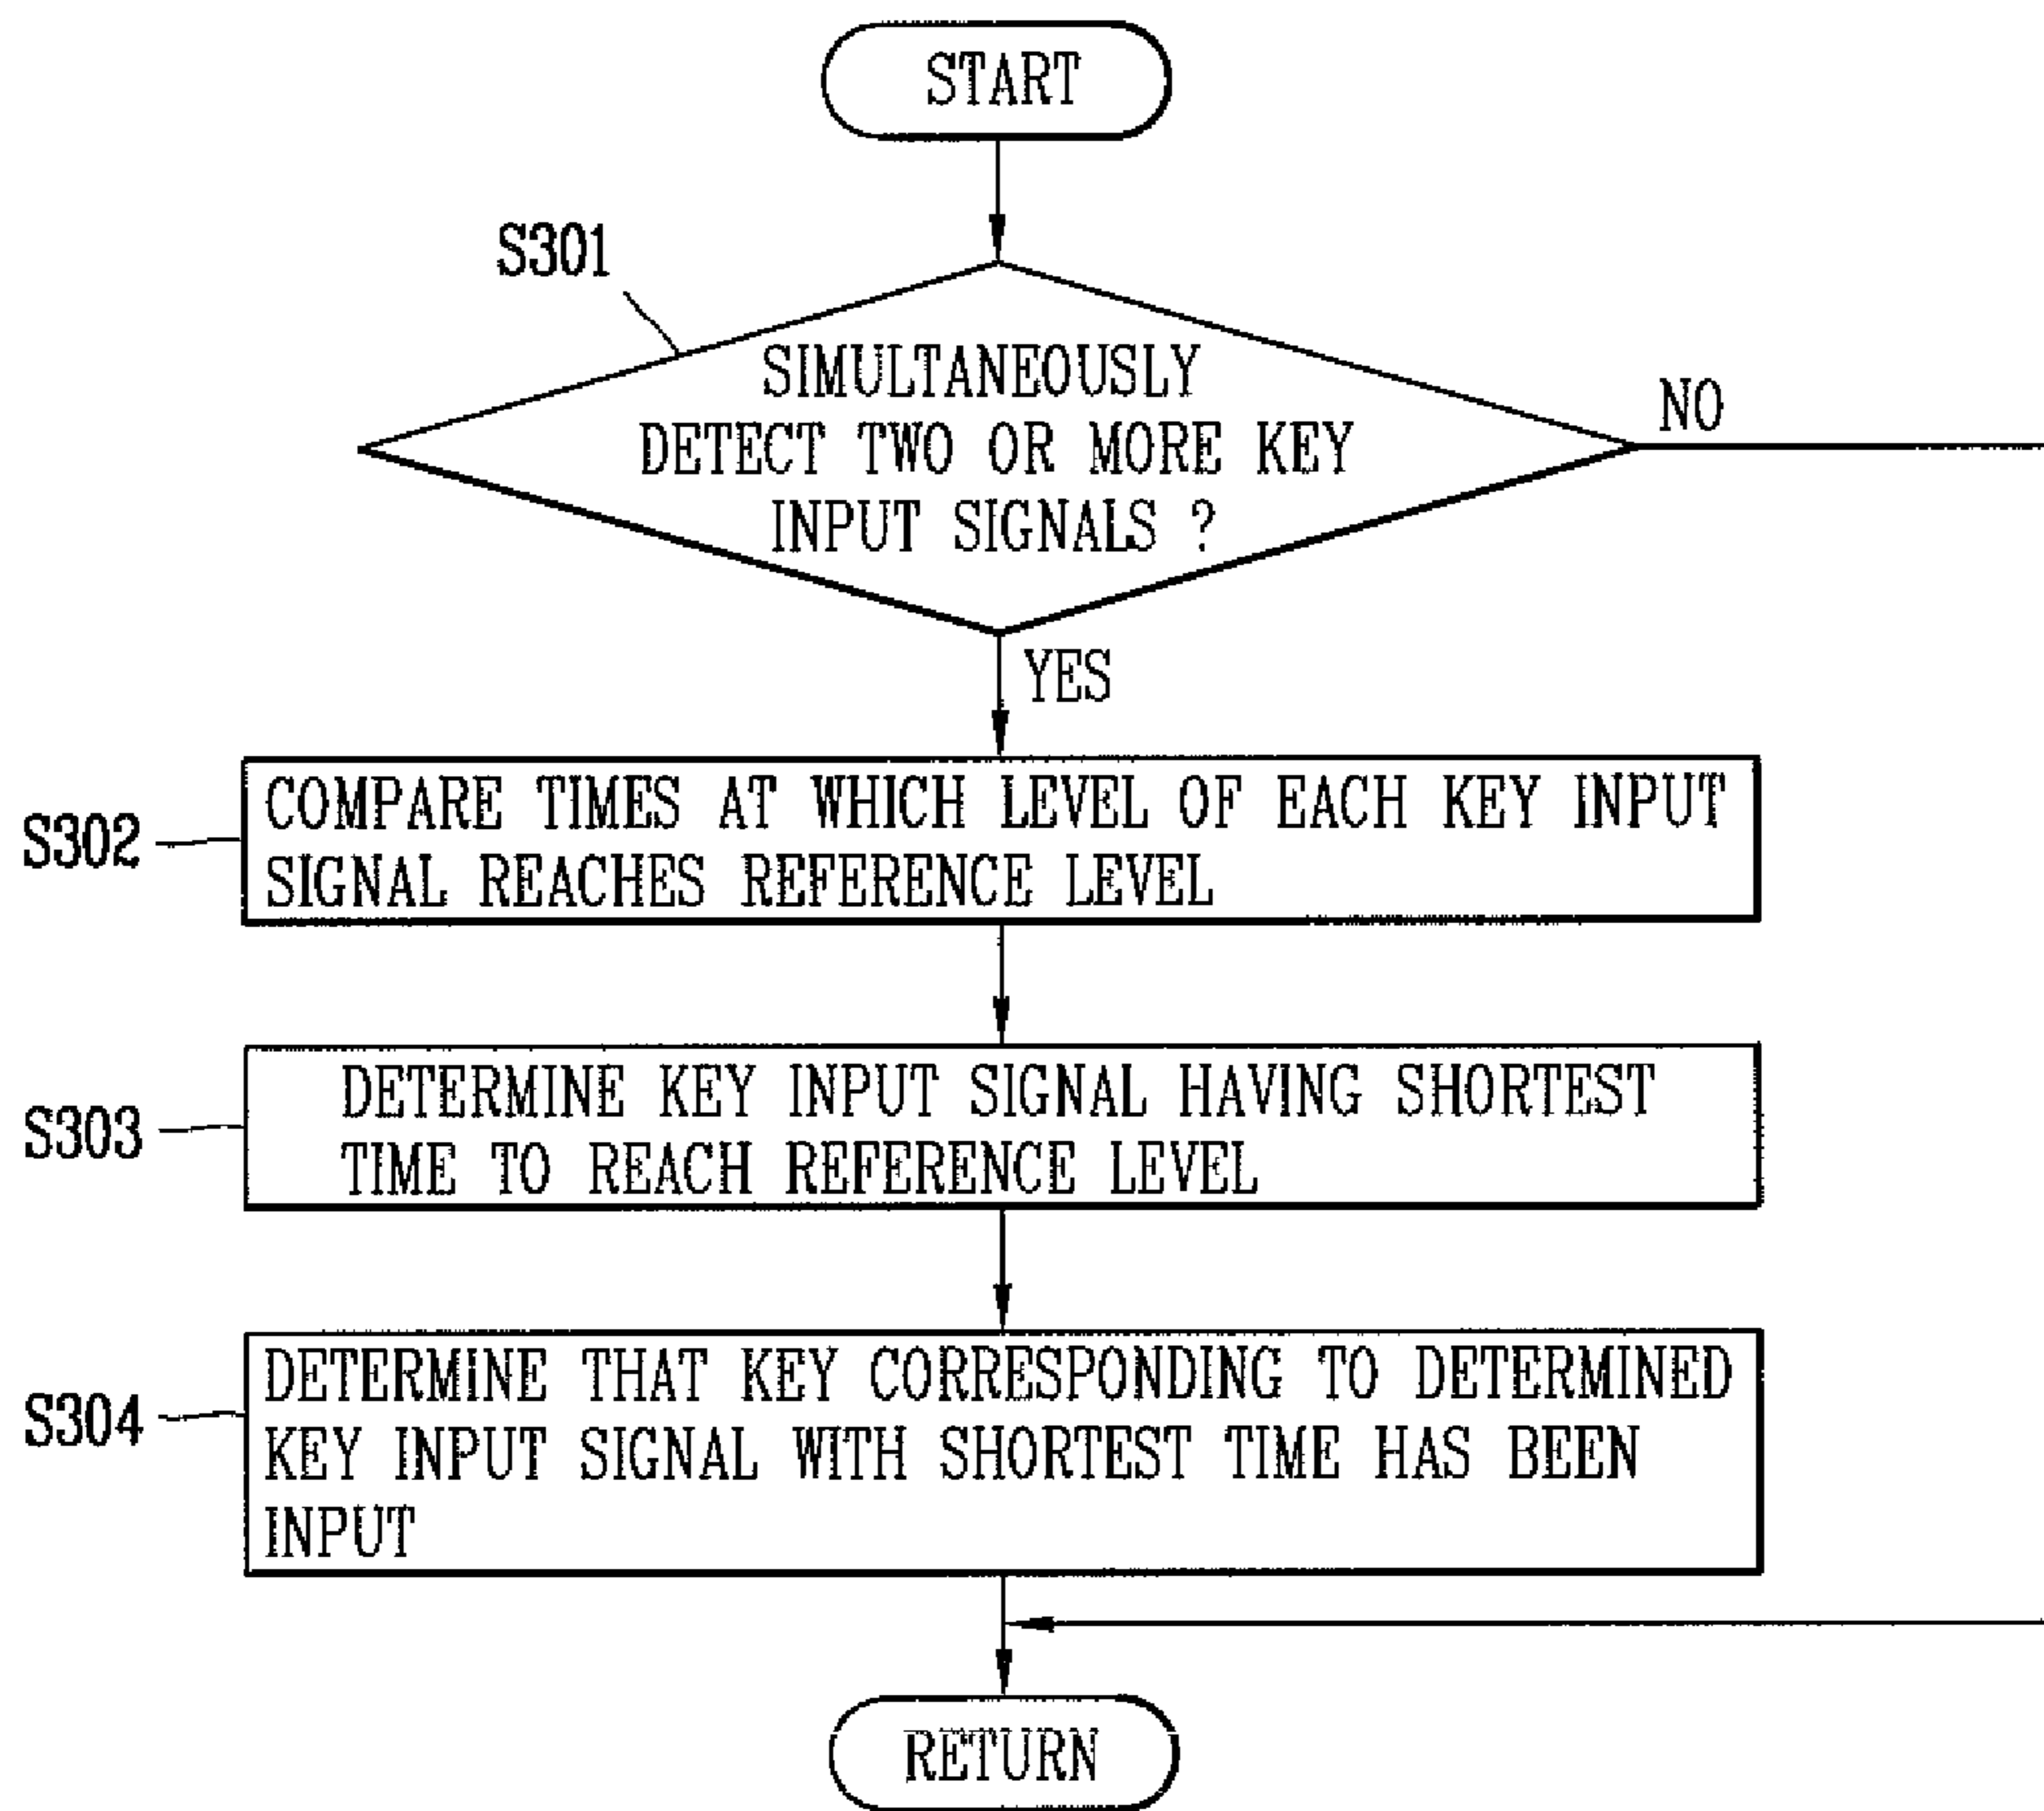 START
S301
SIMULTANEOUSLY
DETECT TWO OR MORE KEY
INPUT SIGNALS ?
NO
YES
S302
COMPARE TIMES AT WHICH LEVEL OF EACH KEY INPUT
SIGNAL REACHES REFERENCE LEVEL
S303
DETERMINE KEY INPUT SIGNAL HAVING SHORTEST
TIME TO REACH REFERENCE LEVEL
S304
DETERMINE THAT KEY CORRESPONDING TO DETERMINED
KEY INPUT SIGNAL WITH SHORTEST TIME HAS BEEN
INPUT
RETURN